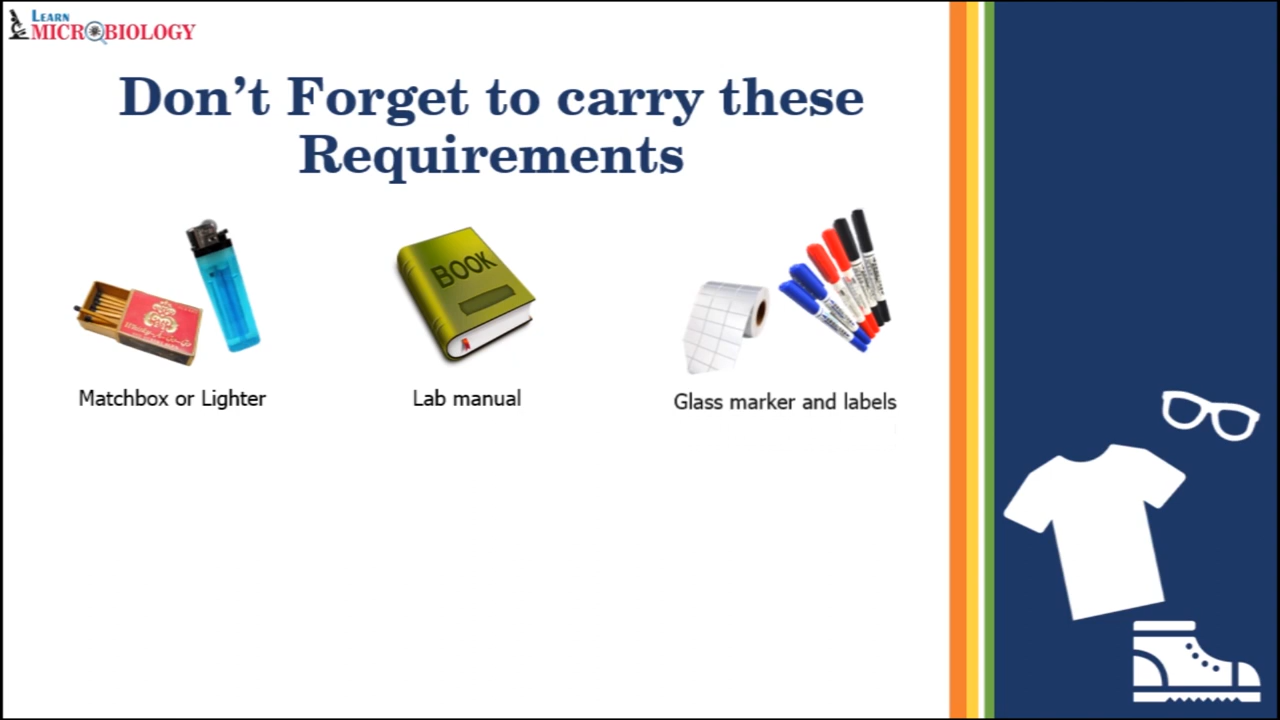 LEARN
MICROBIOLOGY
Don’t Forget to carry these
Requirements
BOOK
Matchbox or Lighter
Lab manual
Glass marker and labels